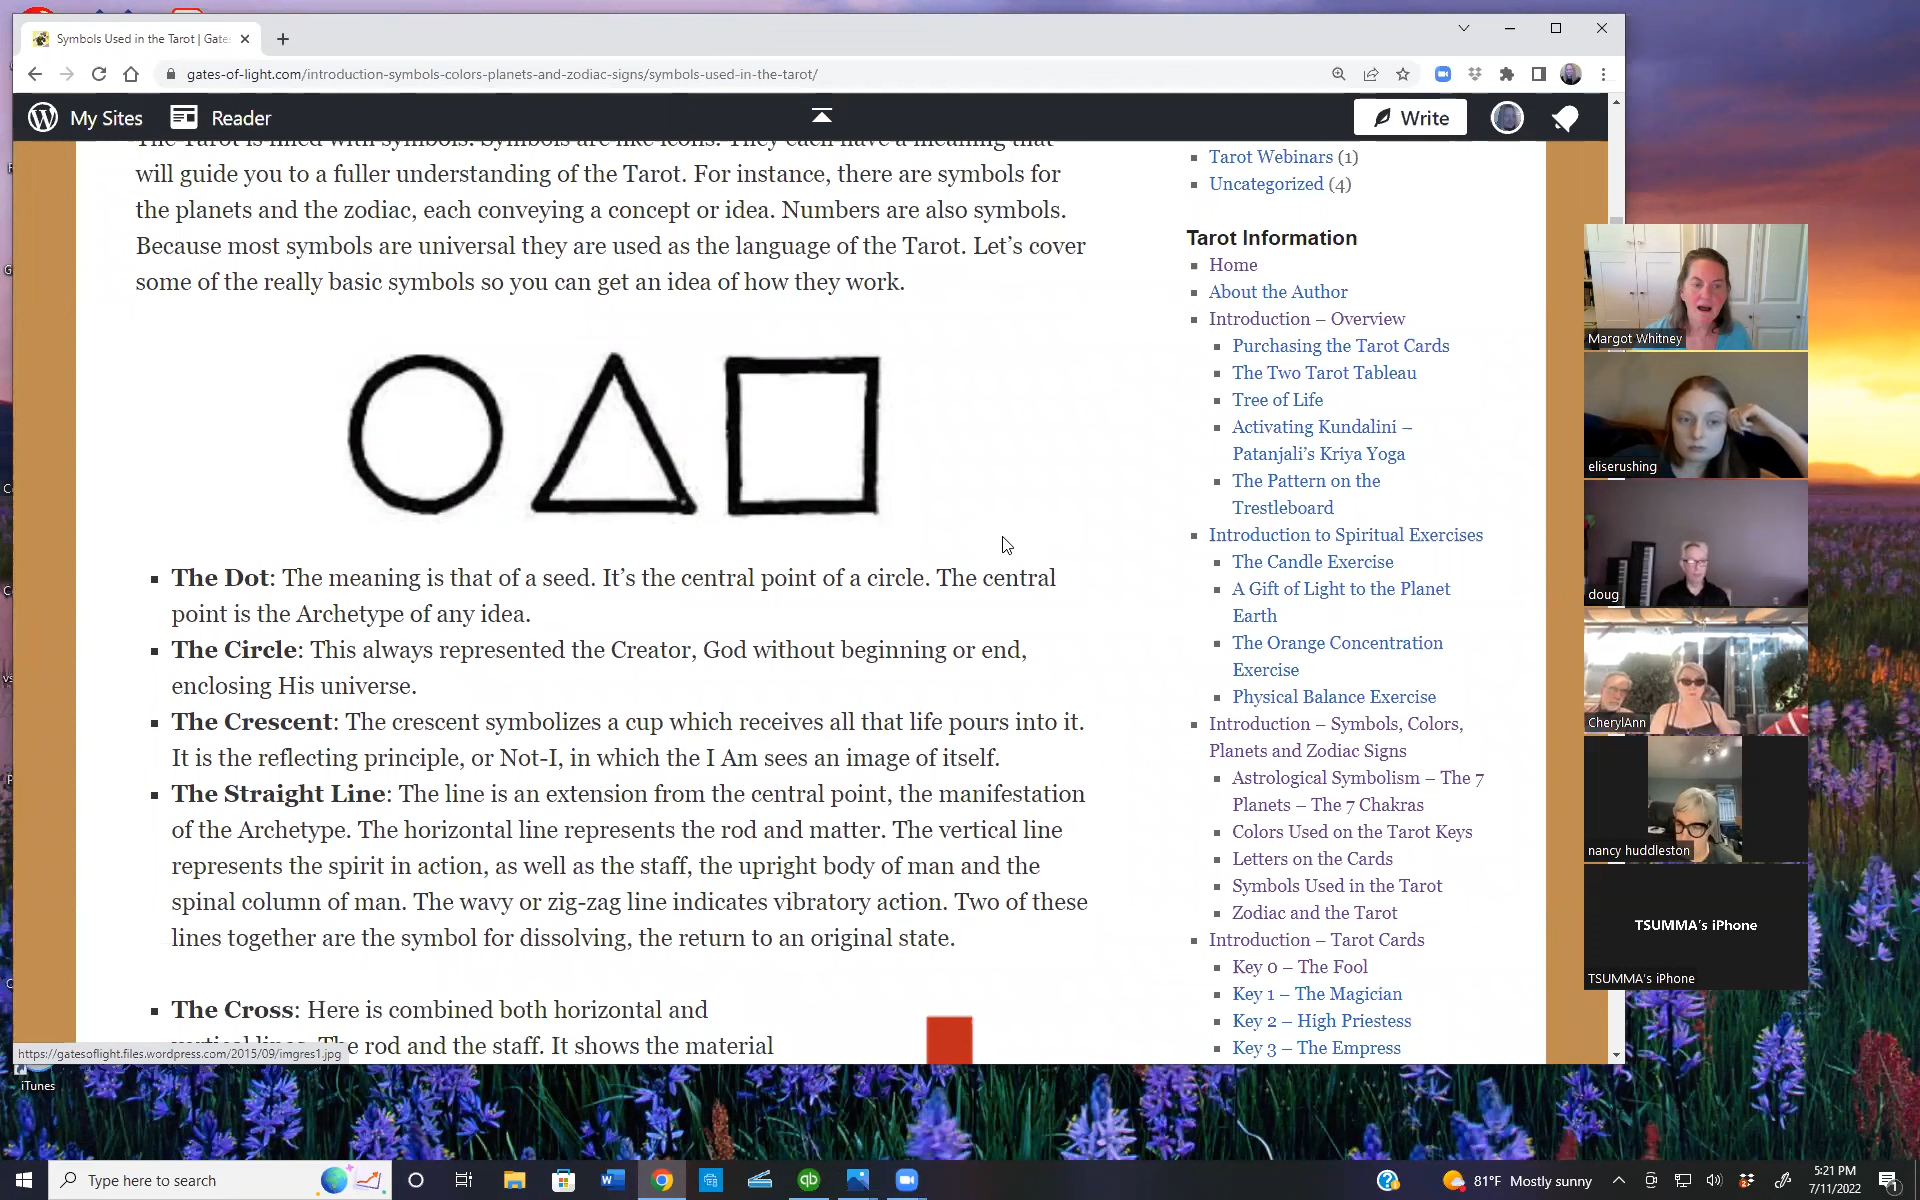 Symbols Used in the Tarot | Gate
gates-of-light.com/introduction-symbols-colors-planets-and-zodiac-signs/symbols-used-in-the-tarot/
My Sites
Reader
Write
The Tarot is filled with symbols. Symbols are like icons. They each have a meaning that
will guide you to a fuller understanding of the Tarot. For instance, there are symbols for
the planets and the zodiac, each conveying a concept or idea. Numbers are also symbols.
Because most symbols are universal they are used as the language of the Tarot. Let's cover
some of the really basic symbols so you can get an idea of how they work.
The Dot: The meaning is that of a seed. It's the central point of a circle. The central
point is the Archetype of any idea.
The Circle: This always represented the Creator, God without beginning or end,
enclosing His universe.
The Crescent: The crescent symbolizes a cup which receives all that life pours into it.
It is the reflecting principle, or Not-I, in which the I Am sees an image of itself.
The Straight Line: The line is an extension from the central point, the manifestation
of the Archetype. The horizontal line represents the rod and matter. The vertical line
represents the spirit in action, as well as the staff, the upright body of man and the
spinal column of man. The wavy or zig-zag line indicates vibratory action. Two of these
lines together are the symbol for dissolving, the return to an original state.
The Cross: Here is combined both horizontal and
The rod and the staff. It shows the material
https://gatesoflight.files.wordpress.com/2015/09/imgres1.jpg
Tarot Webinars (1)
Uncategorized (4)
Tarot Information
Home
About the Author
Introduction – Overview
Purchasing the Tarot Cards
The Two Tarot Tableau
Tree of Life
Activating Kundalini –
Patanjali's Kriya Yoga
The Pattern on the
Trestleboard
Introduction to Spiritual Exercises
The Candle Exercise
A Gift of Light to the Planet
Earth
The Orange Concentration
Exercise
Physical Balance Exercise
Introduction – Symbols, Colors,
Planets and Zodiac Signs
Astrological Symbolism – The 7
Planets – The 7 Chakras
Colors Used on the Tarot Keys
Letters on the Cards
Symbols Used in the Tarot
Zodiac and the Tarot
Introduction – Tarot Cards
Key 0 – The Fool
Key 1 – The Magician
Key 2 – High Priestess
Key 3 – The Empress
Margot Whitney
eliserushing
doug
CherylAnn
nancy huddleston
TSUMMA's iPhone
TSUMMA's iPhone
iTunes
Type here to search
81°F Mostly sunny
5:21 PM
7/11/2022